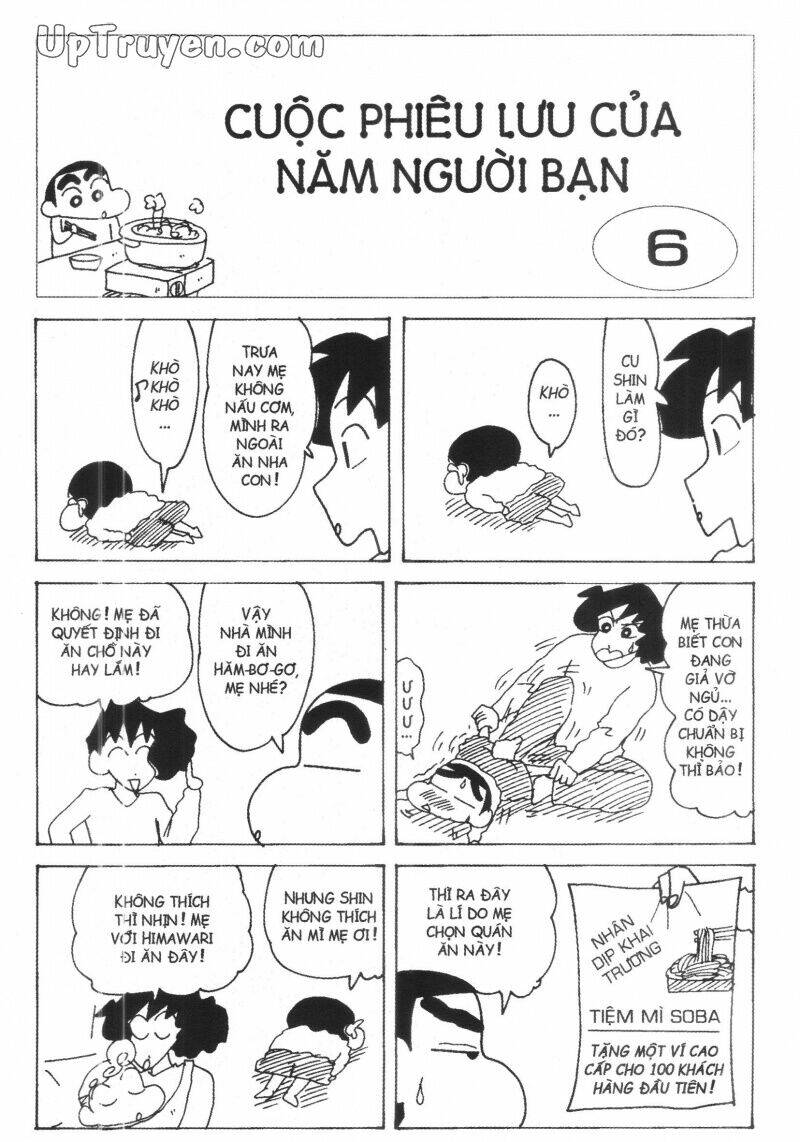 UpTruyen.com
CUỘC PHIÊU LƯU CỦA
NĂM NGƯỜI BẠN
6
CU
SHIN
LÀM
GÌ
ĐÓ?
KHÒ
...
TRƯA
NAY MẸ
KHÔNG
NẤU CƠM,
MÌNH RA
NGOÀI
ĂN NHA
CON!
KHÒ
KHÒ
KHÒ
...
MẸ THỪA
BIẾT CON
ĐANG
GIẢ VỜ
NGỦ...
CÓ DẬY
CHUẨN BỊ
KHÔNG
THÌ BẢO!
Ư
Ư
Ư
...
VẬY
NHÀ MÌNH
ĐI ĂN
HĂM-BƠ-GƠ,
MẸ NHÉ?
KHÔNG! MẸ ĐÃ
QUYẾT ĐỊNH ĐI
ĂN CHỖ NÀY
HAY LẮM!
NHÂN
DỊP KHAI
TRƯƠNG
TIỆM MÌ SOBA
TẶNG MỘT VÍ CAO
CẤP CHO 100 KHÁCH
HÀNG ĐẦU TIÊN!
THÌ RA ĐÂY
LÀ LÍ DO MẸ
CHỌN QUÁN
ĂN NÀY!
NHƯNG SHIN
KHÔNG THÍCH
ĂN MÌ MẸ ƠI!
KHÔNG THÍCH
THÌ NHỊN! MẸ
VỚI HIMAWARI
ĐI ĂN ĐÂY!